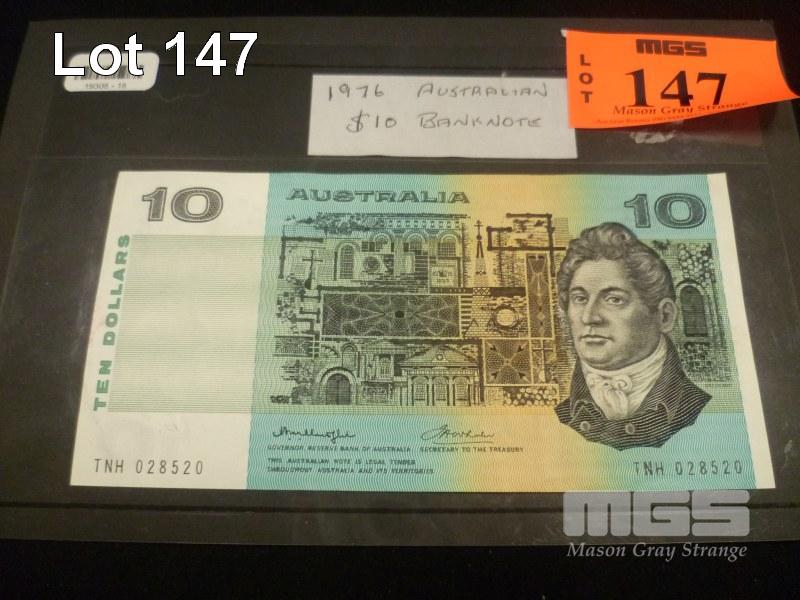 Lot 147
MGS
LOT
147
Mason Gray Strange
1976 AUSTRALIAN
$10 BANKNOTE
10 AUSTRALIA 10
TEN DOLLARS
GOVERNOR, RESERVE BANK OF AUSTRALIA SECRETARY TO THE TREASURY
THIS AUSTRALIAN NOTE IS LEGAL TENDER
THROUGHOUT AUSTRALIA AND ITS TERRITORIES
TNH 028520 TNH 028520
MGS
Mason Gray Strange